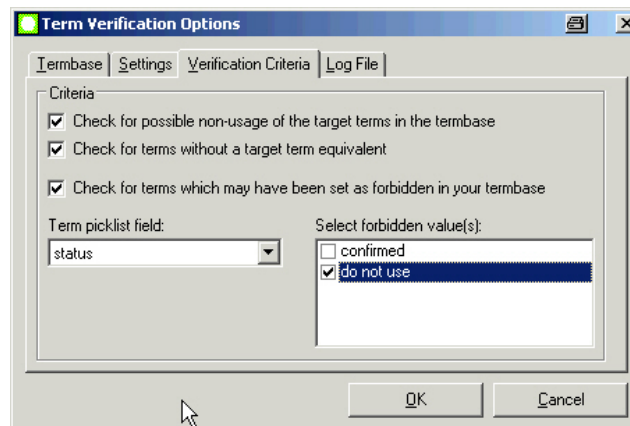 Term Verification Options
Termbase Settings Verification Criteria Log File
Criteria
Check for possible non-usage of the target terms in the termbase
Check for terms without a target term equivalent
Check for terms which may have been set as forbidden in your termbase
Term picklist field: Select forbidden value(s):
status confirmed
do not use
OK Cancel